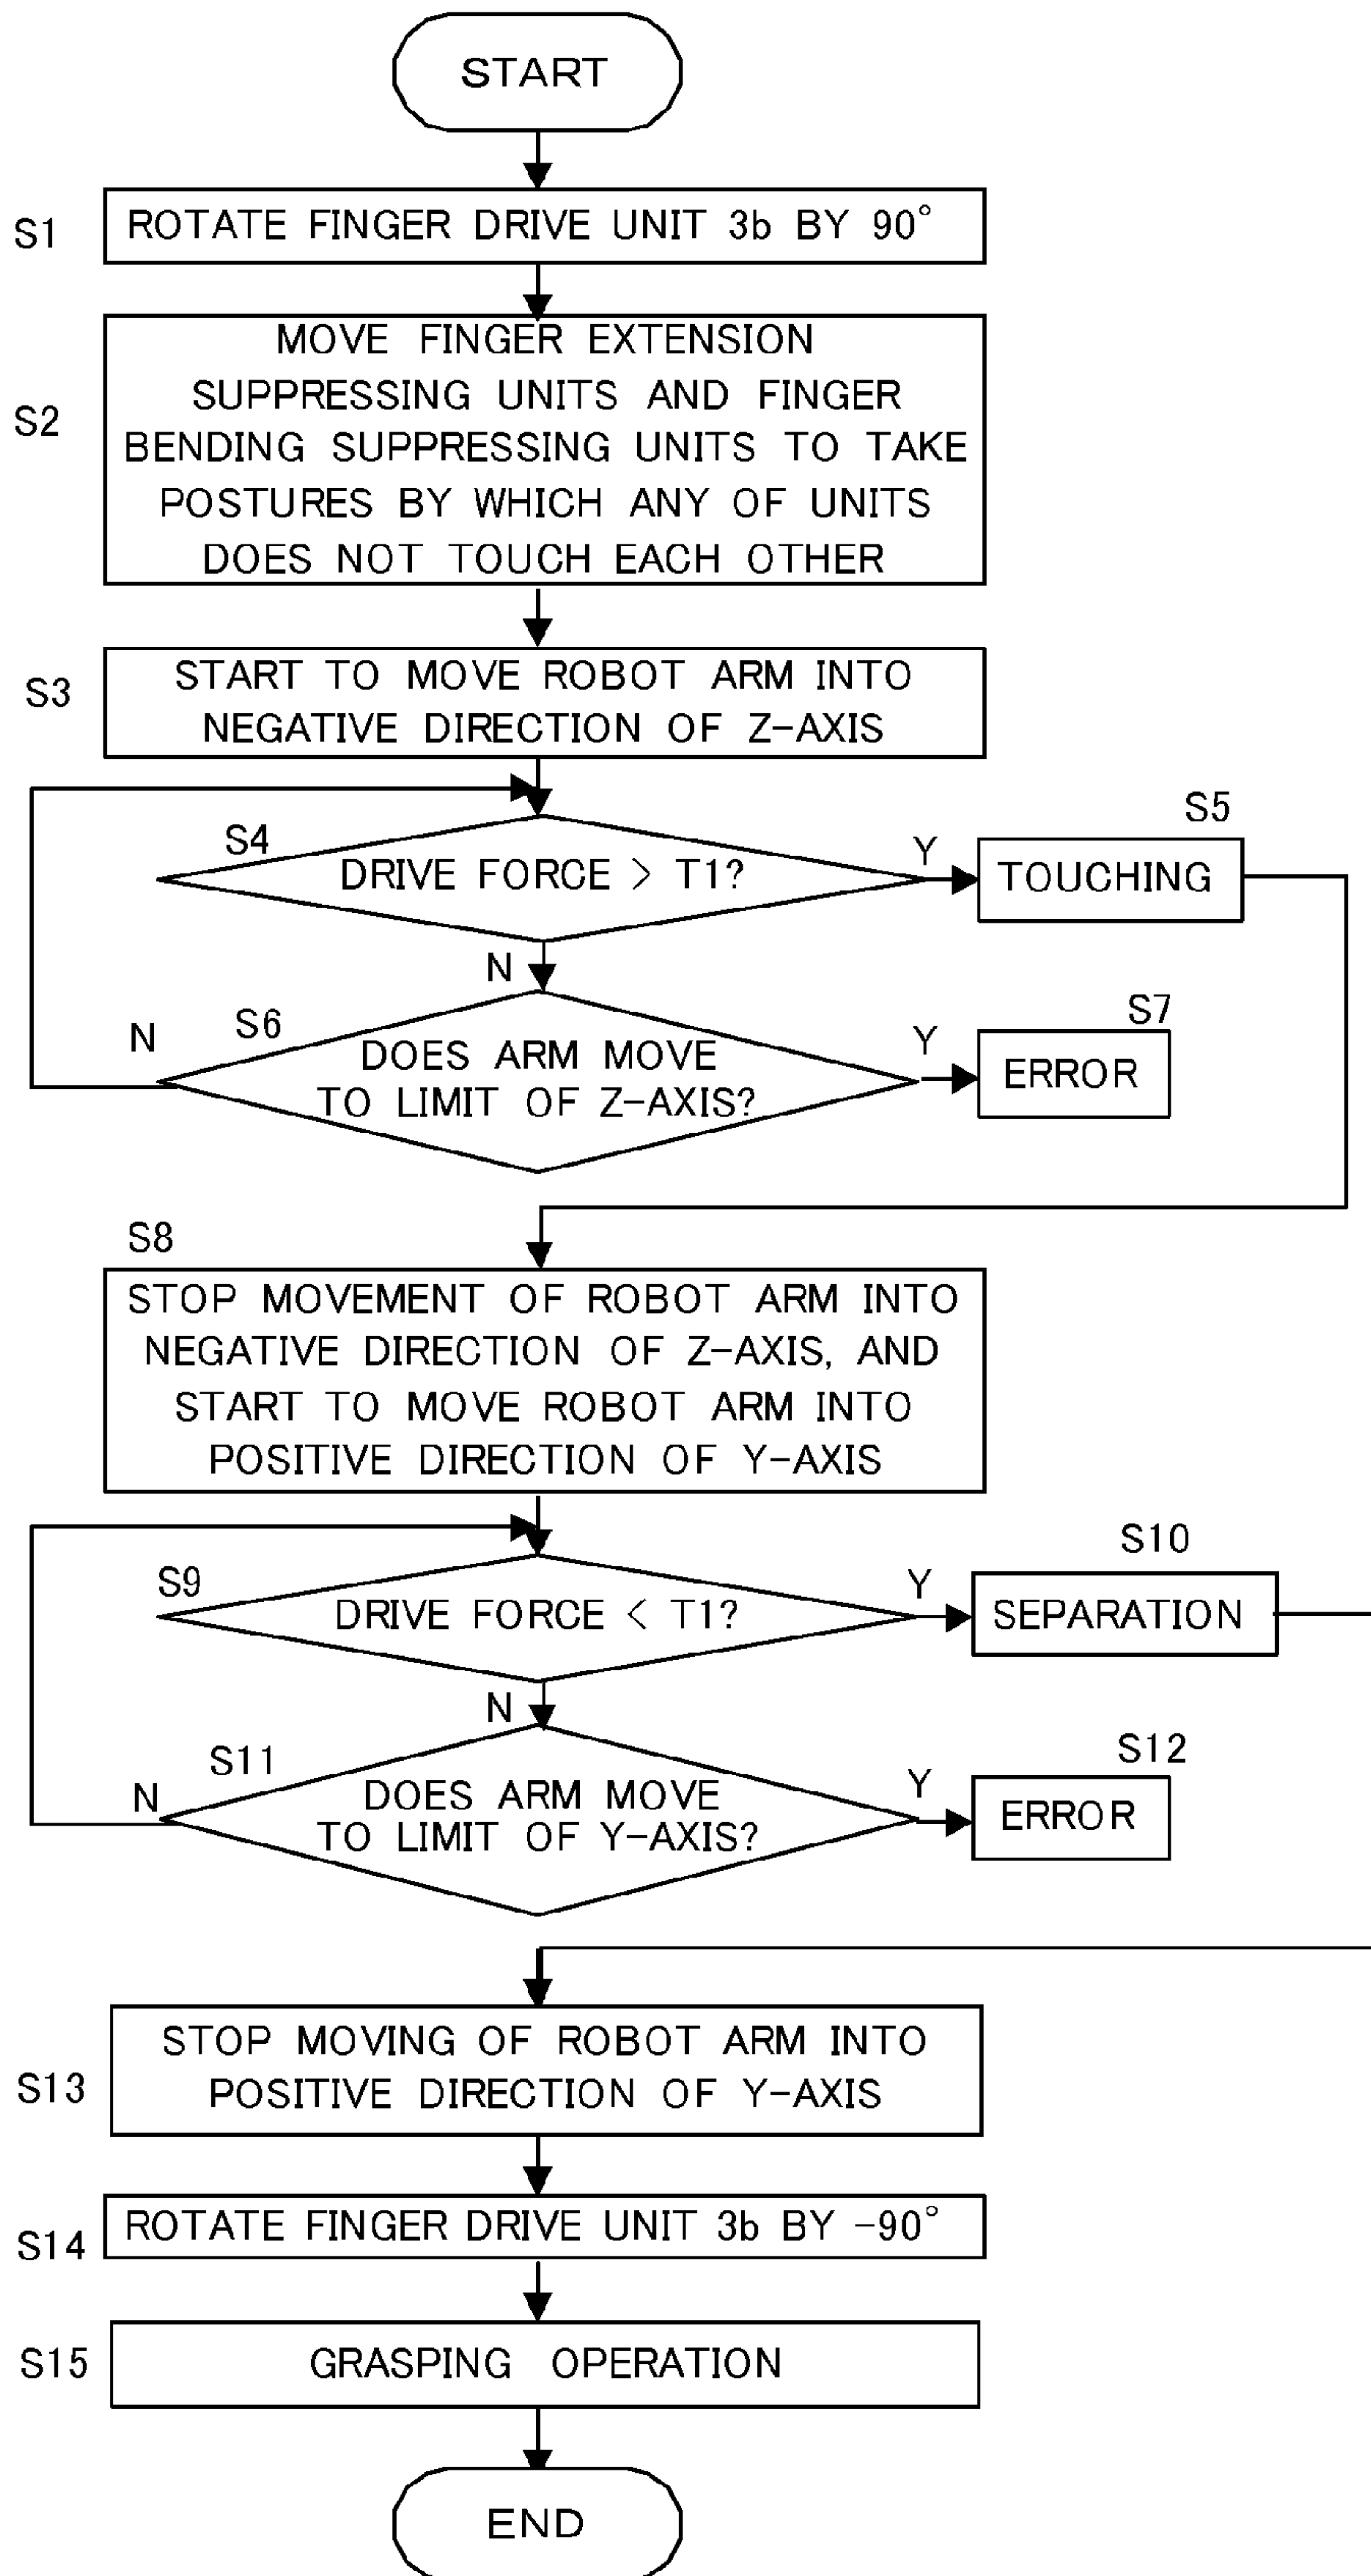 START
S1
ROTATE FINGER DRIVE UNIT 3b BY 90°
S2
MOVE FINGER EXTENSION
SUPPRESSING UNITS AND FINGER
BENDING SUPPRESSING UNITS TO TAKE
POSTURES BY WHICH ANY OF UNITS
DOES NOT TOUCH EACH OTHER
S3
START TO MOVE ROBOT ARM INTO
NEGATIVE DIRECTION OF Z-AXIS
S4
DRIVE FORCE > T1?
Y
S5
TOUCHING
N
S6
DOES ARM MOVE
TO LIMIT OF Z-AXIS?
N
Y
S7
ERROR
S8
STOP MOVEMENT OF ROBOT ARM INTO
NEGATIVE DIRECTION OF Z-AXIS, AND
START TO MOVE ROBOT ARM INTO
POSITIVE DIRECTION OF Y-AXIS
S9
DRIVE FORCE < T1?
Y
S10
SEPARATION
N
S11
DOES ARM MOVE
TO LIMIT OF Y-AXIS?
N
Y
S12
ERROR
S13
STOP MOVING OF ROBOT ARM INTO
POSITIVE DIRECTION OF Y-AXIS
S14
ROTATE FINGER DRIVE UNIT 3b BY -90°
S15
GRASPING OPERATION
END